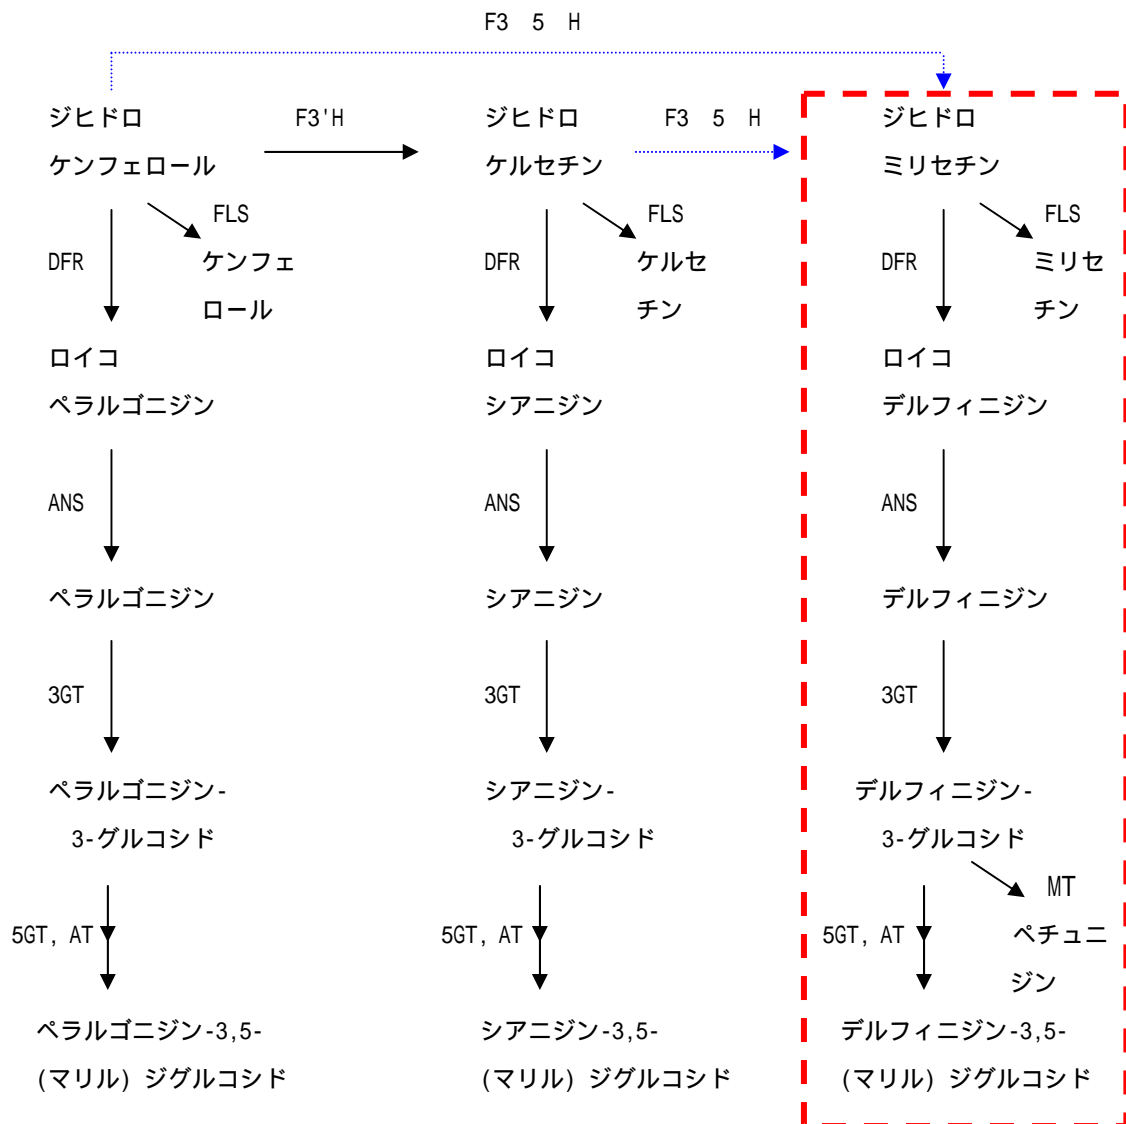 F3 5 H
ジヒドロ
ケンフェロール
F3'H
ジヒドロ
ケルセチン
F3 5 H
ジヒドロ
ミリセチン
DFR
FLS
ケンフェ
ロール
DFR
FLS
ケルセ
チン
DFR
FLS
ミリセ
チン
ロイコ
ペラルゴニジン
ロイコ
シアニジン
ロイコ
デルフィニジン
ANS
ANS
ANS
ペラルゴニジン
シアニジン
デルフィニジン
3GT
3GT
3GT
ペラルゴニジン-
3-グルコシド
シアニジン-
3-グルコシド
デルフィニジン-
3-グルコシド
5GT, AT
5GT, AT
5GT, AT
MT
ペチュニ
ジン
ペラルゴニジン-3,5-
(マリル) ジグルコシド
シアニジン-3,5-
(マリル) ジグルコシド
デルフィニジン-3,5-
(マリル) ジグルコシド